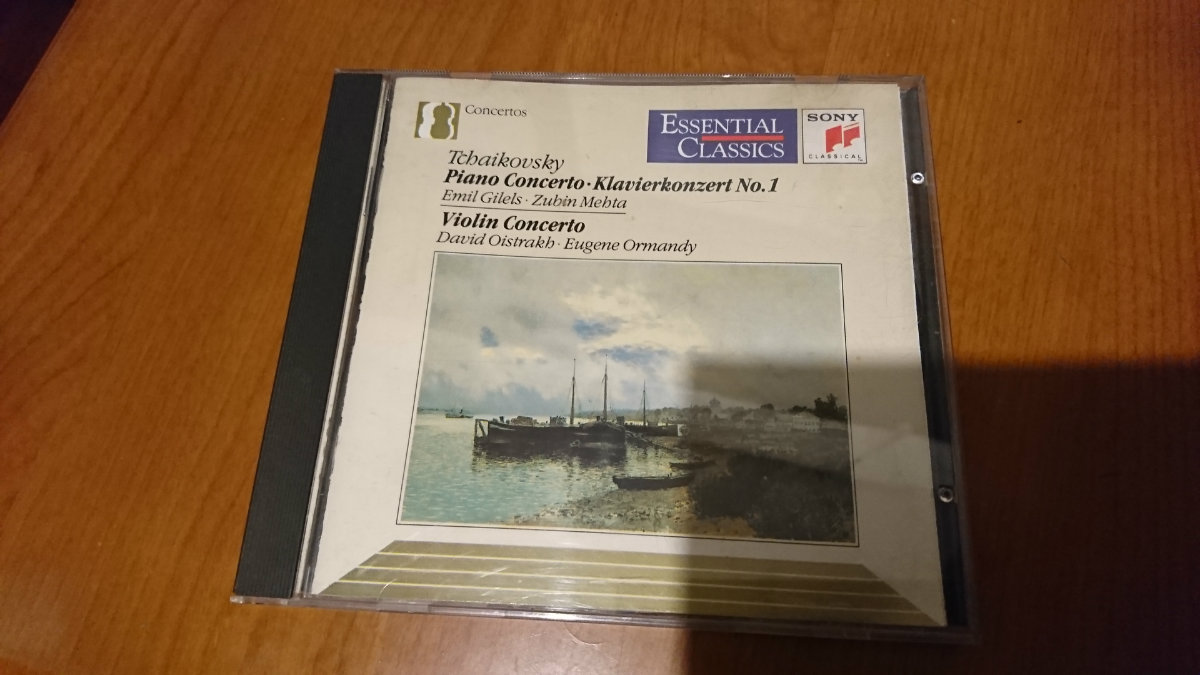 Concertos
ESSENTIAL
CLASSICS
SONY
CLASSICAL
Tchaikovsky
Piano Concerto · Klavierkonzert No.1
Emil Gilels · Zubin Mehta
Violin Concerto
David Oistrakh · Eugene Ormandy